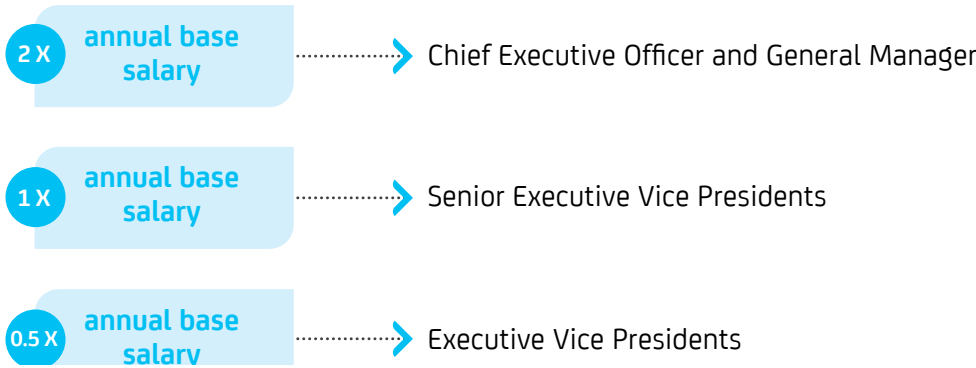 2 X
annual base
salary
Chief Executive Officer and General Manager
1 X
annual base
salary
Senior Executive Vice Presidents
0.5 X
annual base
salary
Executive Vice Presidents